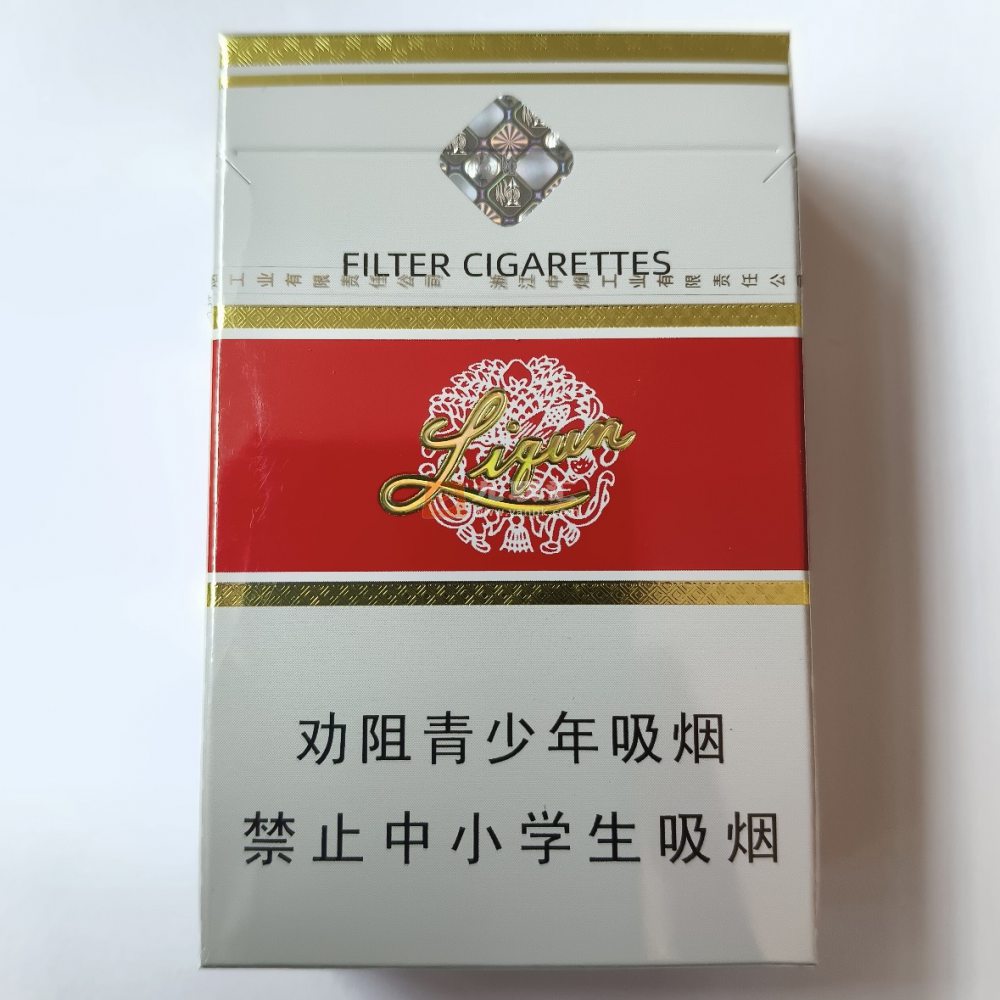 FILTER CIGARETTES
工业有限责任公司 浙江中烟工业有限责任公
Liqun
劝阻青少年吸烟
禁止中小学生吸烟